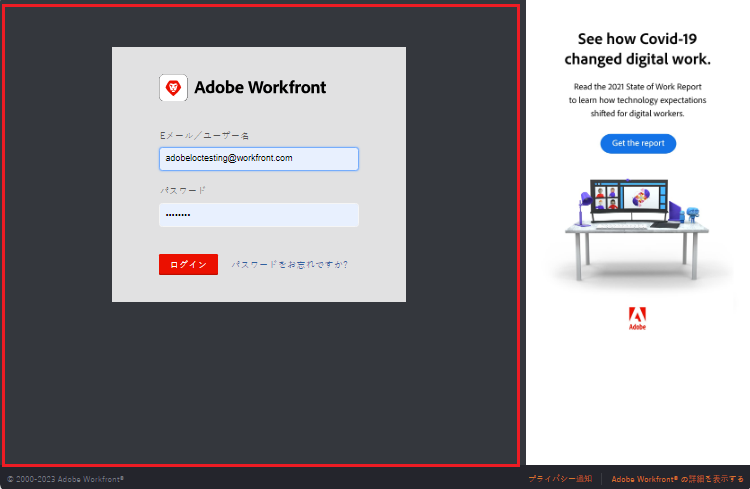 Adobe Workfront
Eメール／ユーザー名
adobeloctesting@workfront.com
パスワード
••••••••
ログイン
パスワードをお忘れですか?
See how Covid-19
changed digital work.
Read the 2021 State of Work Report
to learn how technology expectations
shifted for digital workers.
Get the report
Adobe
© 2000-2023 Adobe Workfront®
プライバシー通知
Adobe Workfront® の詳細を表示する